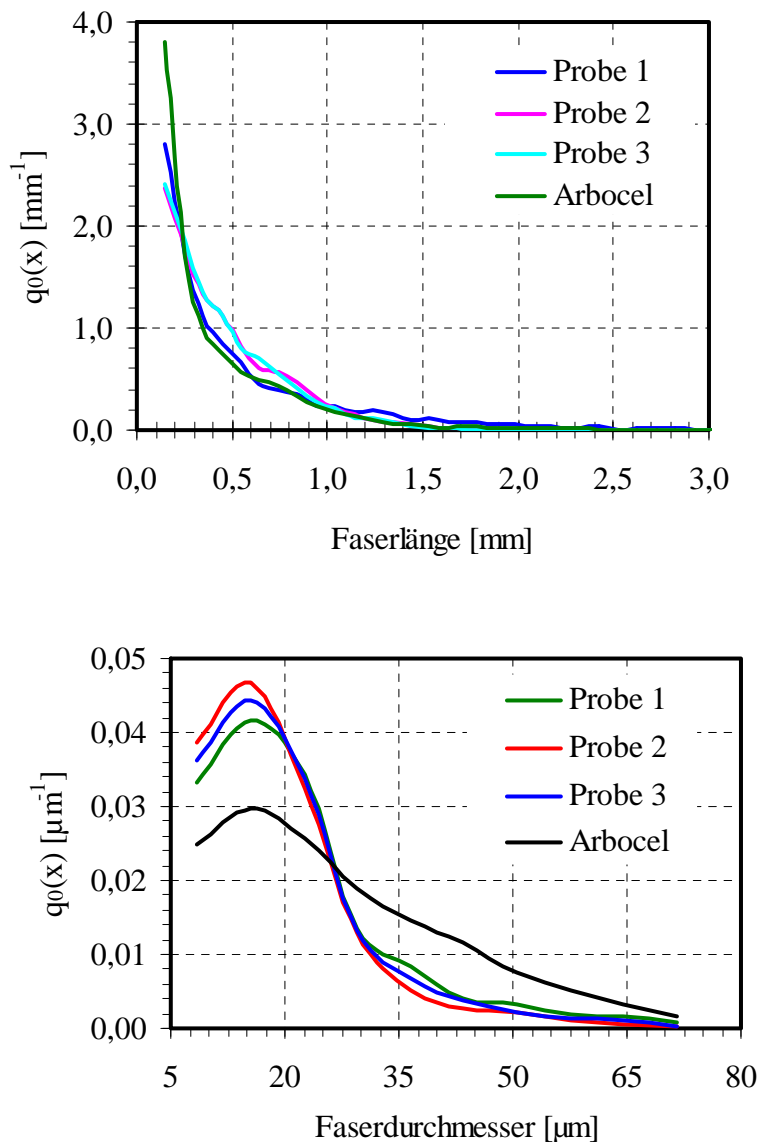 4,0
3,0
2,0
1,0
0,0
q0(x) [mm-1]
Probe 1
Probe 2
Probe 3
Arbocel
0,0 0,5 1,0 1,5 2,0 2,5 3,0
Faserlänge [mm]
0,05
0,04
0,03
0,02
0,01
0,00
q0(x) [µm-1]
Probe 1
Probe 2
Probe 3
Arbocel
5 20 35 50 65 80
Faserdurchmesser [µm]